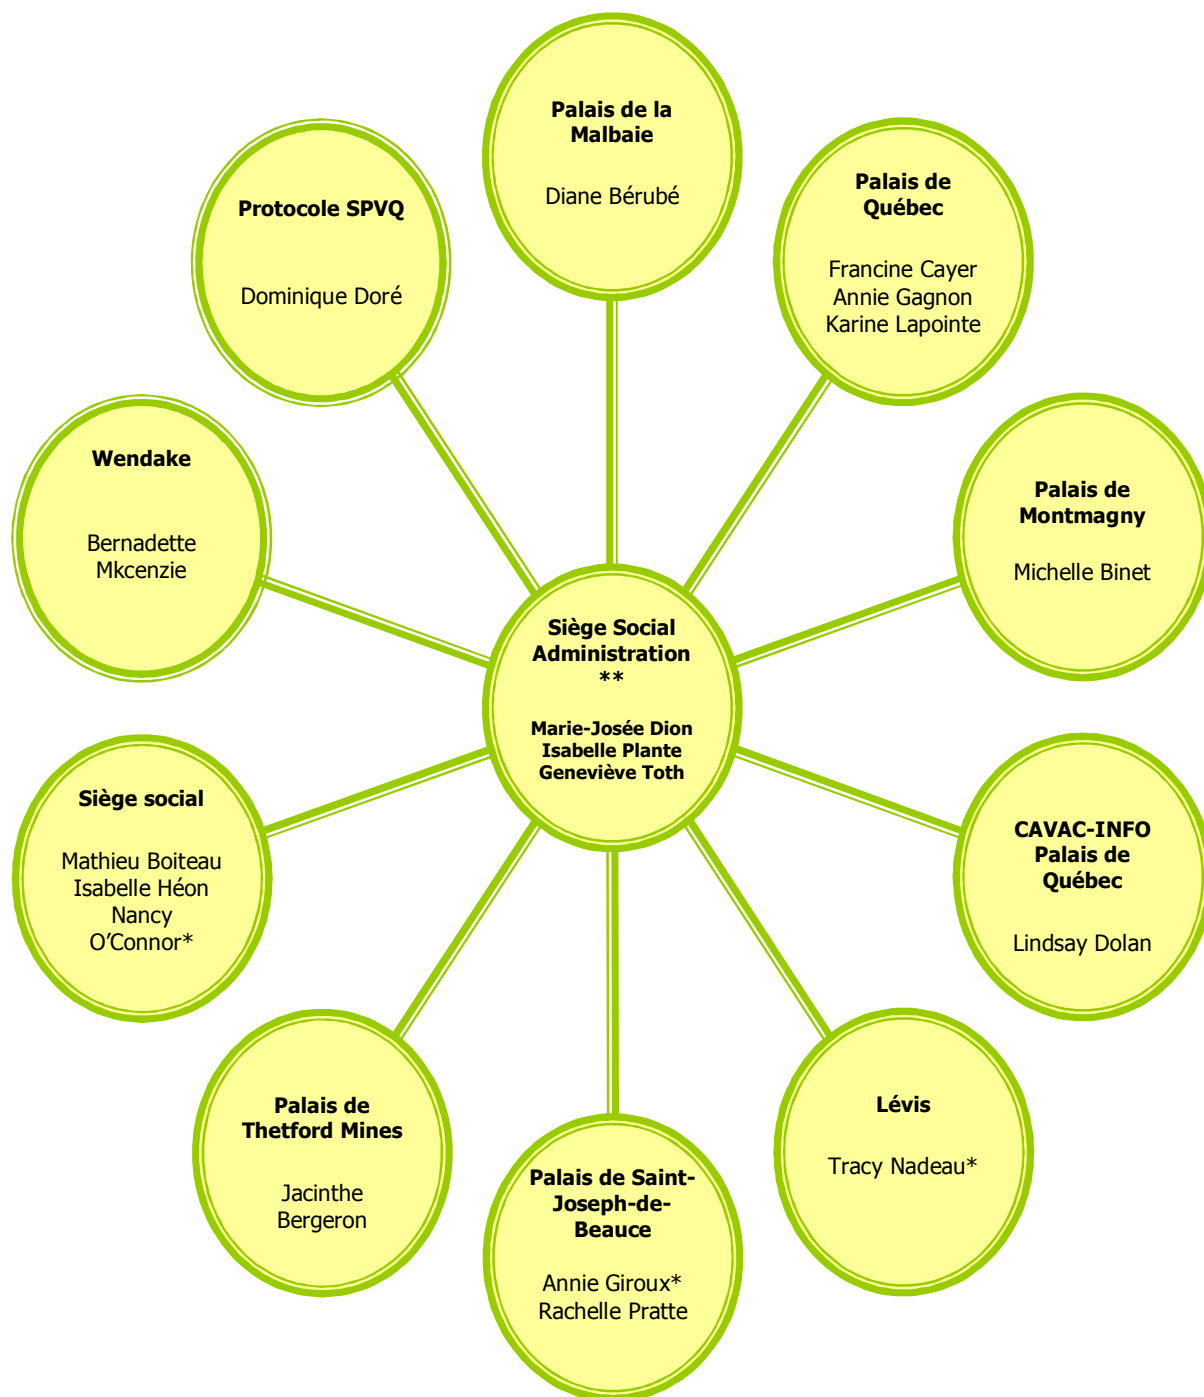 Palais de la
Malbaie
Diane Bérubé
Palais de
Québec
Francine Cayer
Annie Gagnon
Karine Lapointe
Protocole SPVQ
Dominique Doré
Wendake
Bernadette
Mkcenzie
Palais de
Montmagny
Michelle Binet
Siège Social
Administration
**
Marie-Josée Dion
Isabelle Plante
Geneviève Toth
Siège social
Mathieu Boiteau
Isabelle Héon
Nancy
O’Connor*
CAVAC-INFO
Palais de
Québec
Lindsay Dolan
Palais de
Thetford Mines
Jacinthe
Bergeron
Lévis
Tracy Nadeau*
Palais de Saint-
Joseph-de-
Beauce
Annie Giroux*
Rachelle Pratte